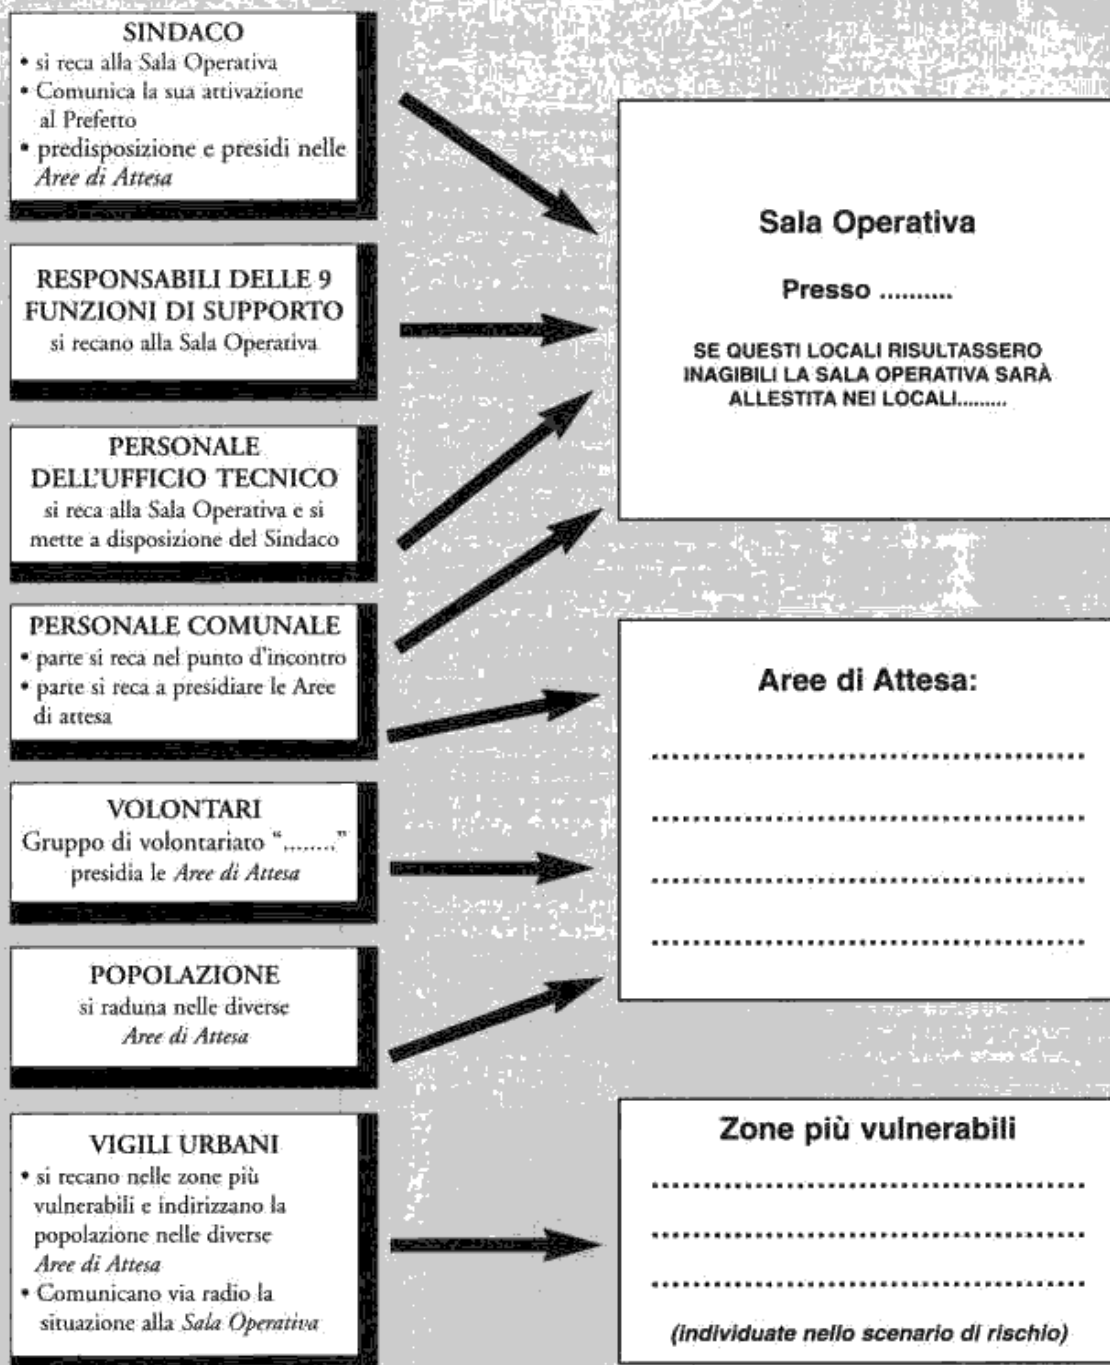 SINDACO
• si reca alla Sala Operativa
• Comunica la sua attivazione
al Prefetto
• predisposizione e presidi nelle
Aree di Attesa
RESPONSABILI DELLE 9
FUNZIONI DI SUPPORTO
si recano alla Sala Operativa
PERSONALE
DELL'UFFICIO TECNICO
si reca alla Sala Operativa e si
mette a disposizione del Sindaco
PERSONALE COMUNALE
• parte si reca nel punto d'incontro
• parte si reca a presidiare le Aree
di attesa
VOLONTARI
Gruppo di volontariato “........”
presidia le Aree di Attesa
POPOLAZIONE
si raduna nelle diverse
Aree di Attesa
VIGILI URBANI
• si recano nelle zone più
vulnerabili e indirizzano la
popolazione nelle diverse
Aree di Attesa
• Comunicano via radio la
situazione alla Sala Operativa
Sala Operativa
Presso ..........
SE QUESTI LOCALI RISULTASSERO
INAGIBILI LA SALA OPERATIVA SARÀ
ALLESTITA NEI LOCALI.........
Aree di Attesa:
Zone più vulnerabili
(individuate nello scenario di rischio)